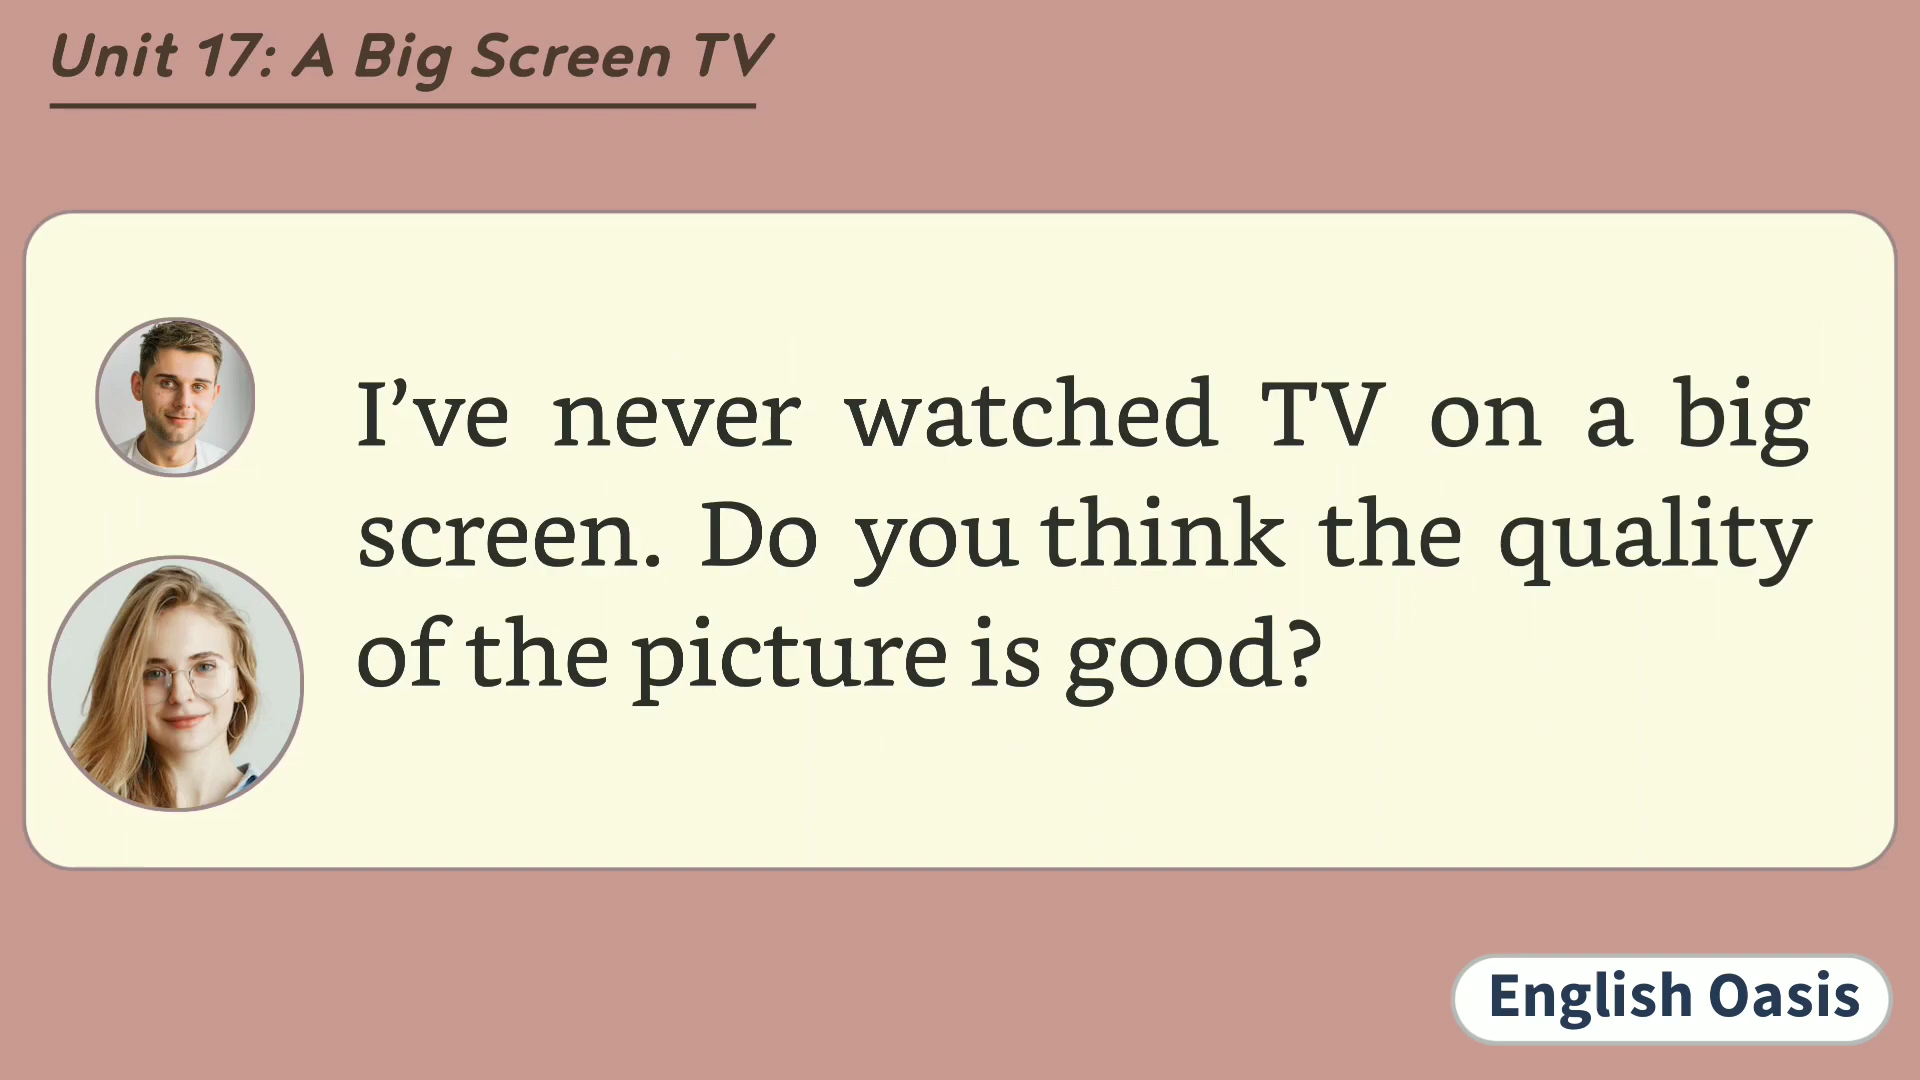 Unit 17: A Big Screen TV
I’ve never watched TV on a big
screen. Do you think the quality
of the picture is good?
English Oasis